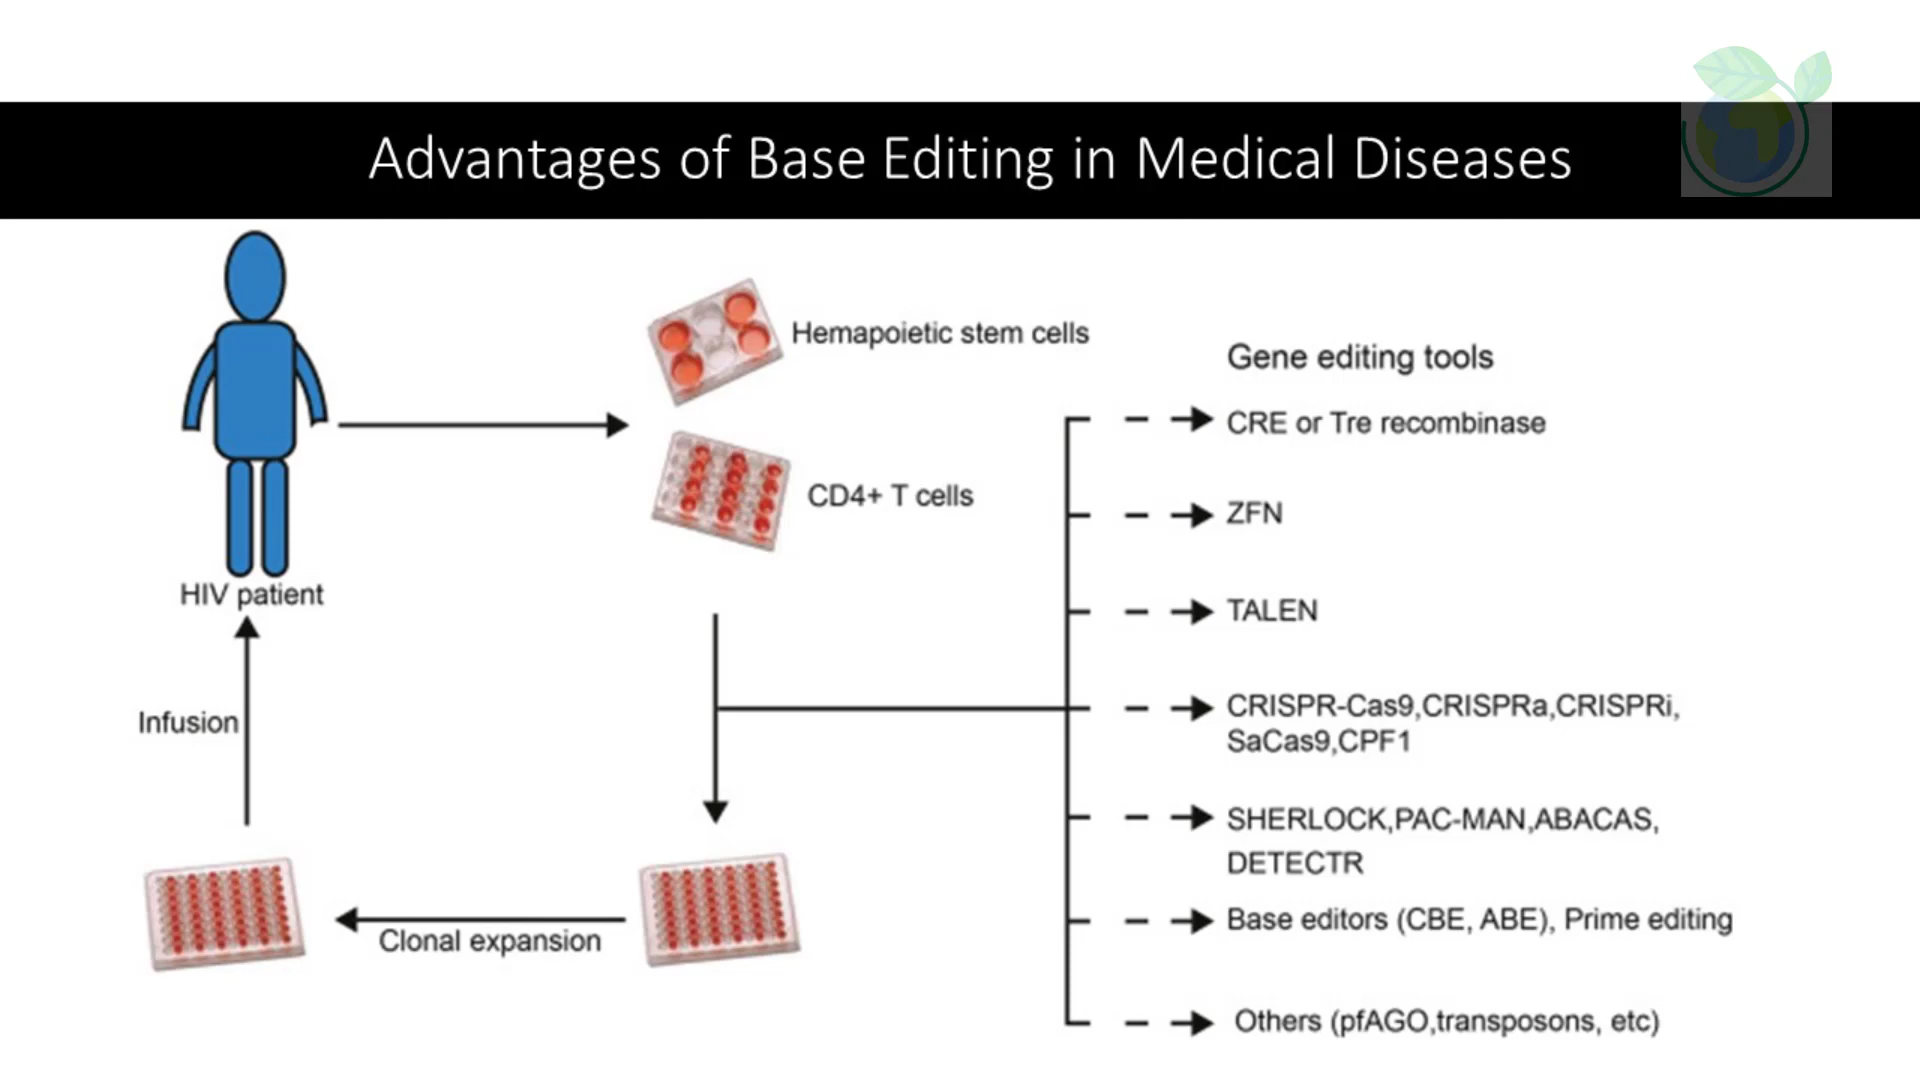 Advantages of Base Editing in Medical Diseases
Hemapoietic stem cells
CD4+ T cells
HIV patient
Infusion
Clonal expansion
Gene editing tools
CRE or Tre recombinase
ZFN
TALEN
CRISPR-Cas9,CRISPRa,CRISPRi,
SaCas9,CPF1
SHERLOCK,PAC-MAN,ABACAS,
DETECTR
Base editors (CBE, ABE), Prime editing
Others (pfAGO,transposons, etc)